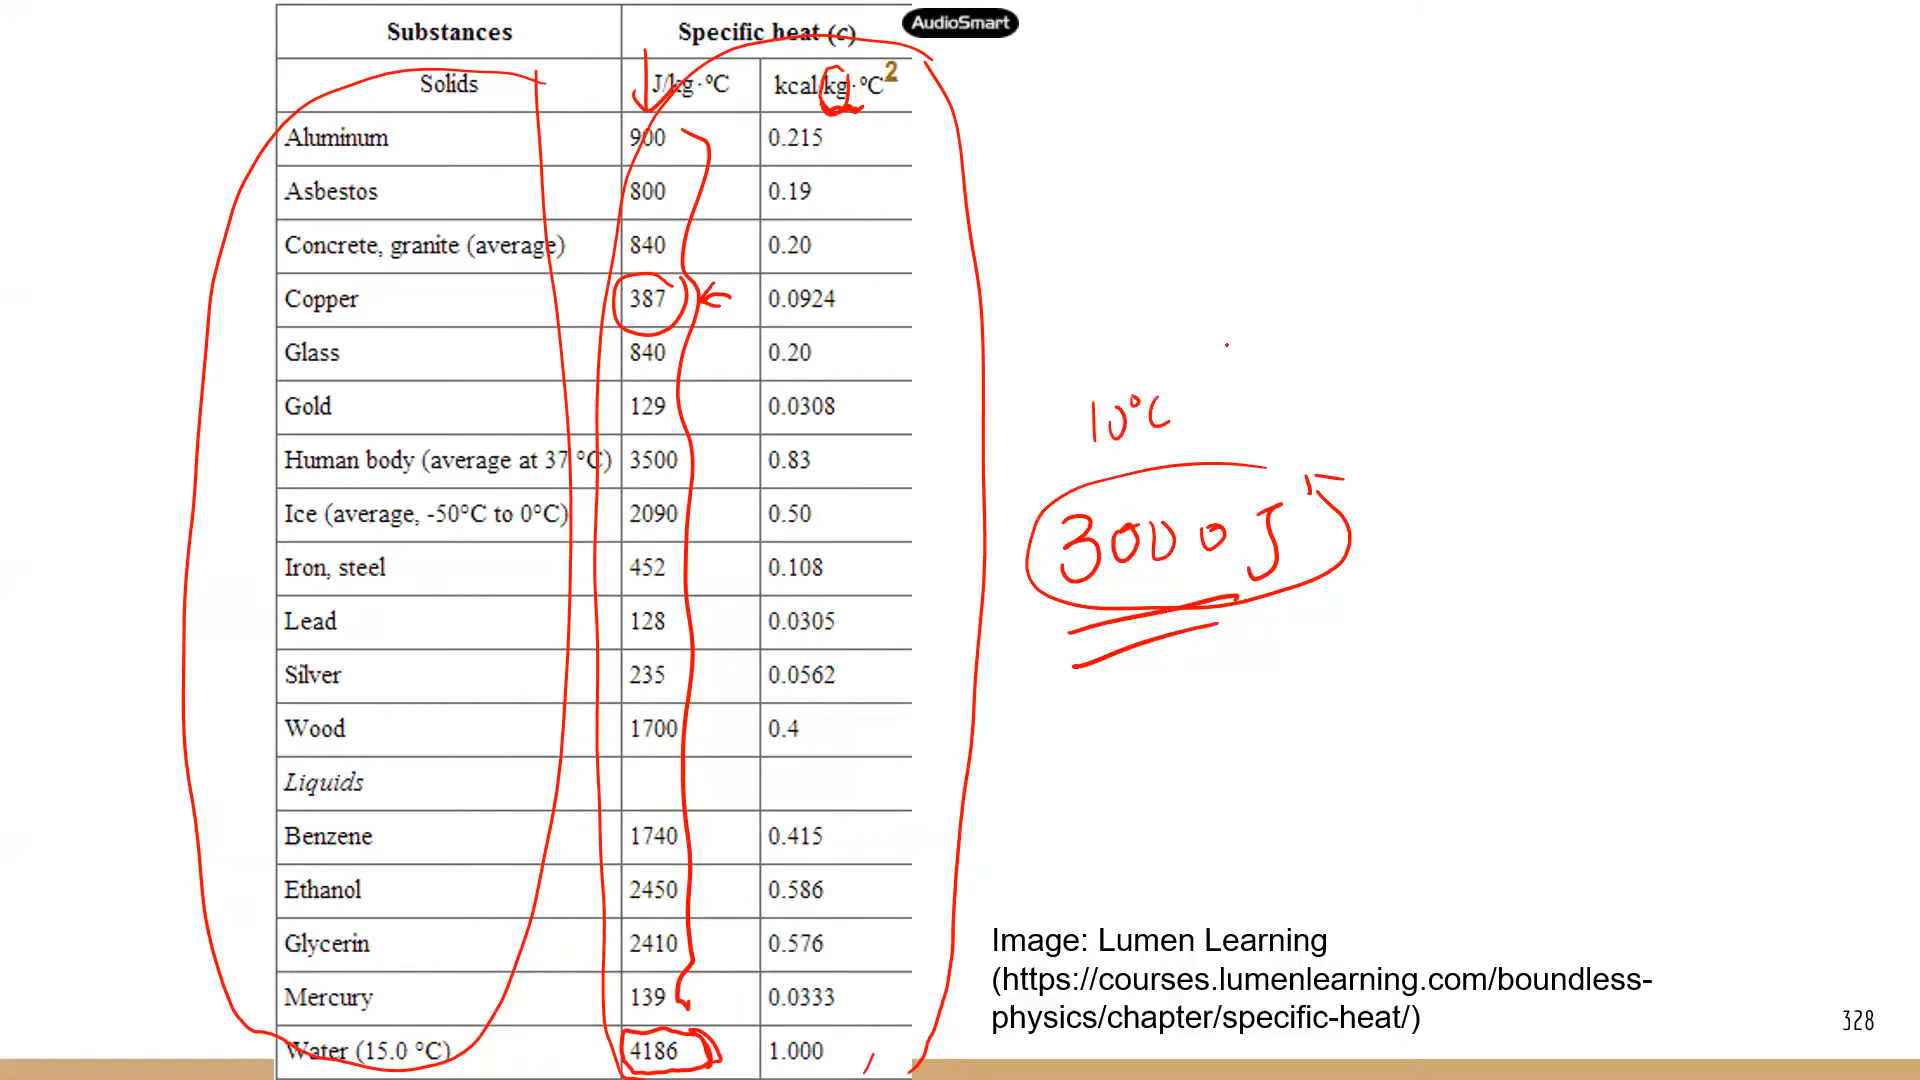 AudioSmart
Substances Specific heat (c)
Solids J/kg·ºC kcal/kg·ºC2
Aluminum 900 0.215
Asbestos 800 0.19
Concrete, granite (average) 840 0.20
Copper 387 0.0924
Glass 840 0.20
Gold 129 0.0308
Human body (average at 37 °C) 3500 0.83
Ice (average, -50°C to 0°C) 2090 0.50
Iron, steel 452 0.108
Lead 128 0.0305
Silver 235 0.0562
Wood 1700 0.4
Liquids
Benzene 1740 0.415
Ethanol 2450 0.586
Glycerin 2410 0.576
Mercury 139 0.0333
Water (15.0 °C) 4186 1.000
10°C
3000 J
Image: Lumen Learning
(https://courses.lumenlearning.com/boundless-
physics/chapter/specific-heat/)
328